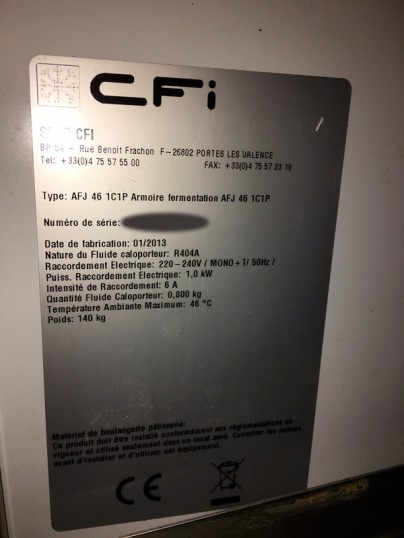 CFi
CFI
BP 54 – Rue Benoit Frachon F-26802 PORTES LES VALENCE
Tel: +33(0)4 75 57 55 00 FAX: +33(0)4 75 57 23 19
Type: AFJ 46 1C1P Armoire fermentation AFJ 46 1C1P
Numéro de série:
Date de fabrication: 01/2013
Nature du Fluide caloporteur: R404A
Raccordement Electrique: 220-240V / MONO+T/ 50Hz /
Puiss. Raccordement Electrique: 1,0 kW
Intensité de Raccordement: 6 A
Quantité Fluide Caloporteur: 0,800 kg
Température Ambiante Maximum: 46 °C
Poids: 140 kg
Matériel de boulangerie pâtisserie:
Ce produit doit être installé conformément aux réglementations en
vigueur et utilisé seulement dans un local aéré. Consulter les notices
avant d'installer et d'utiliser cet équipement.
CE